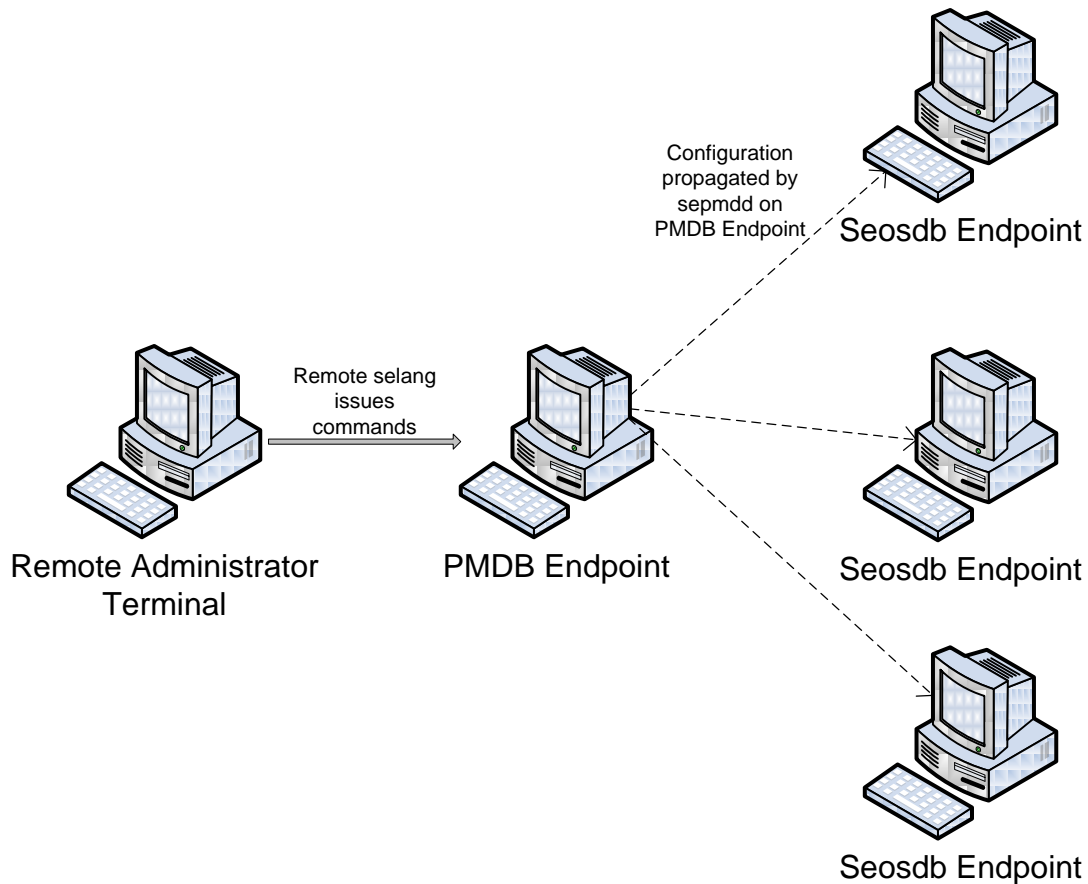 Configuration
propagated by
sepmdd on
PMDB Endpoint
Seosdb Endpoint
Remote selang
issues
commands
Remote Administrator
Terminal
PMDB Endpoint
Seosdb Endpoint
Seosdb Endpoint